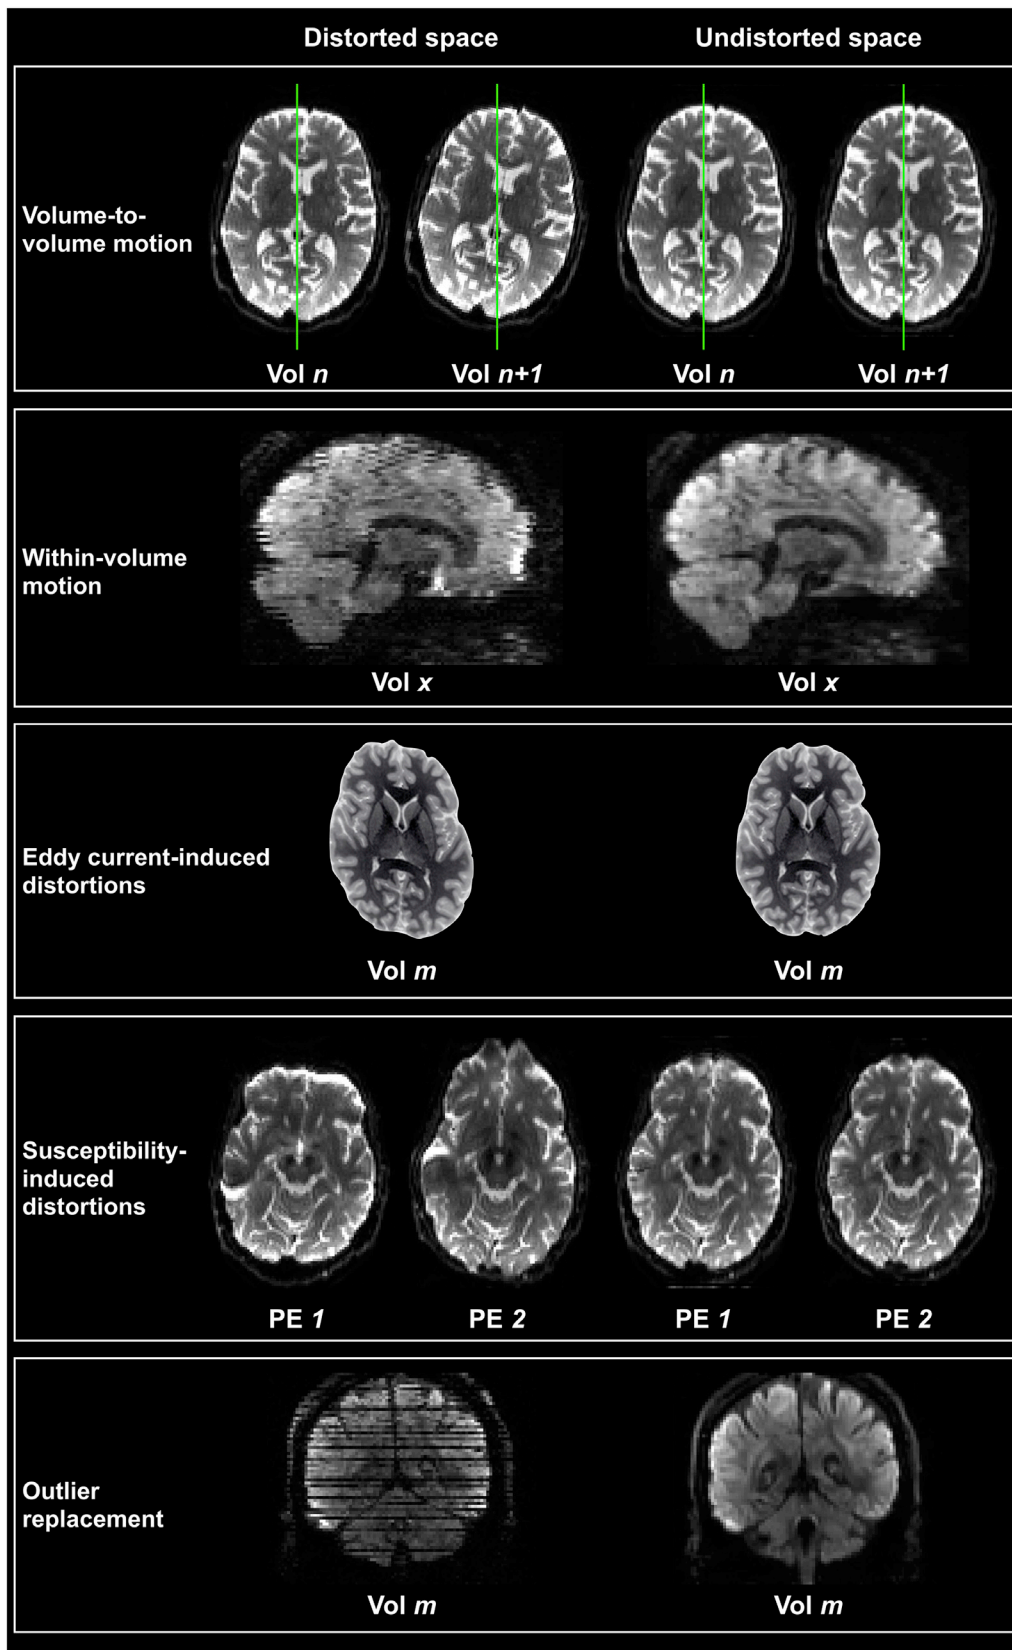 Distorted space
Undistorted space
Volume-to-
volume motion
Vol n
Vol n+1
Vol n
Vol n+1
Within-volume
motion
Vol x
Vol x
Eddy current-induced
distortions
Vol m
Vol m
Susceptibility-
induced
distortions
PE 1
PE 2
PE 1
PE 2
Outlier
replacement
Vol m
Vol m